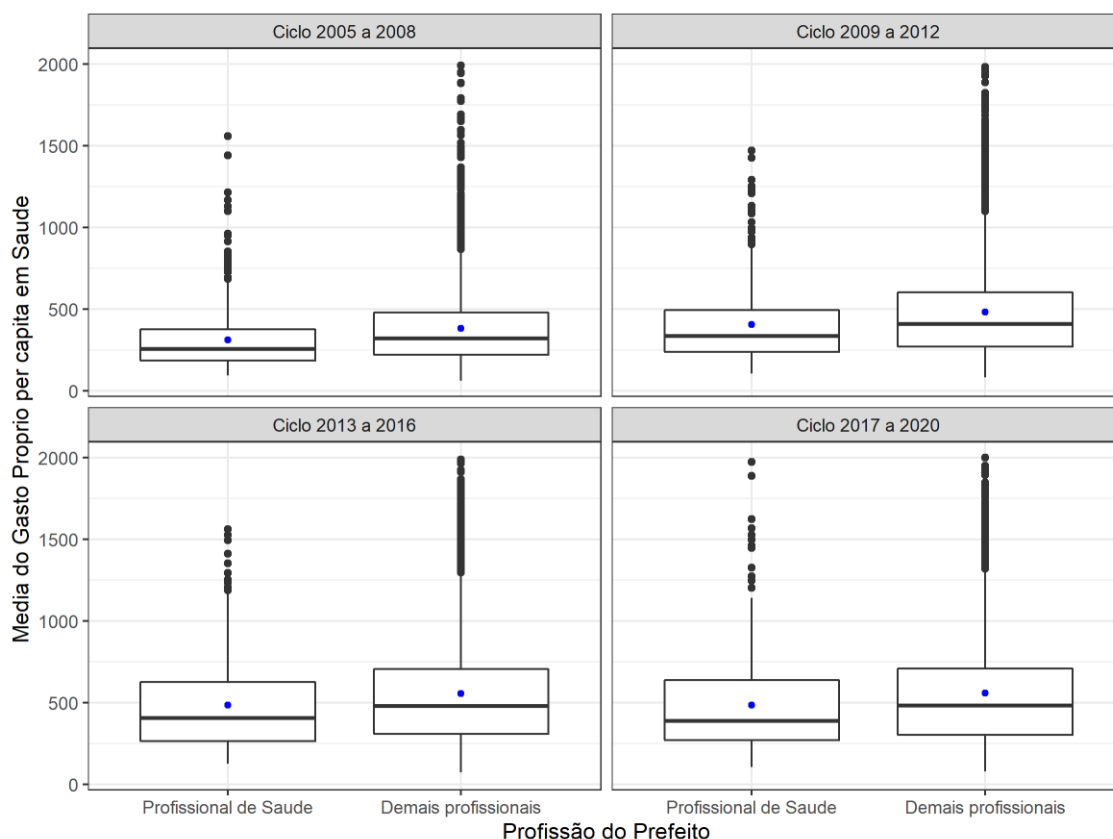 Media do Gasto Proprio per capita em Saude
Ciclo 2005 a 2008
Ciclo 2009 a 2012
2000
1500
1000
500
0
Ciclo 2013 a 2016
Ciclo 2017 a 2020
2000
1500
1000
500
0
Profissional de Saude
Demais profissionais
Profissional de Saude
Demais profissionais
Profissão do Prefeito